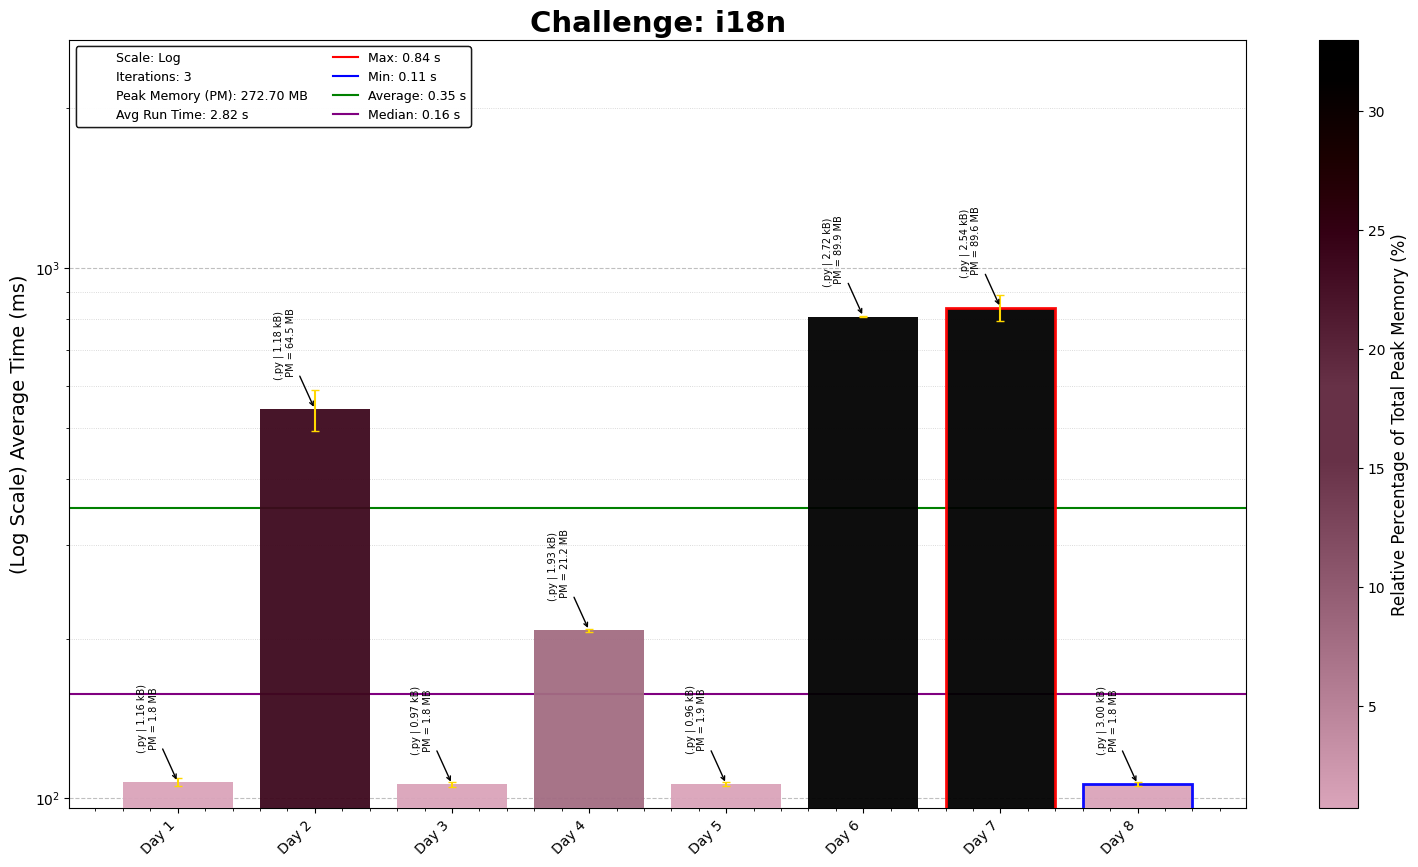 Challenge: i18n
Scale: Log
Iterations: 3
Peak Memory (PM): 272.70 MB
Avg Run Time: 2.82 s
Max: 0.84 s
Min: 0.11 s
Average: 0.35 s
Median: 0.16 s
(Log Scale) Average Time (ms)
10³
10²
(.py | 1.16 kB)
PM = 1.8 MB
(.py | 1.18 kB)
PM = 64.5 MB
(.py | 0.97 kB)
PM = 1.8 MB
(.py | 1.93 kB)
PM = 21.2 MB
(.py | 0.96 kB)
PM = 1.9 MB
(.py | 2.72 kB)
PM = 89.9 MB
(.py | 2.54 kB)
PM = 89.6 MB
(.py | 3.00 kB)
PM = 1.8 MB
Day 1
Day 2
Day 3
Day 4
Day 5
Day 6
Day 7
Day 8
30
25
20
15
10
5
Relative Percentage of Total Peak Memory (%)